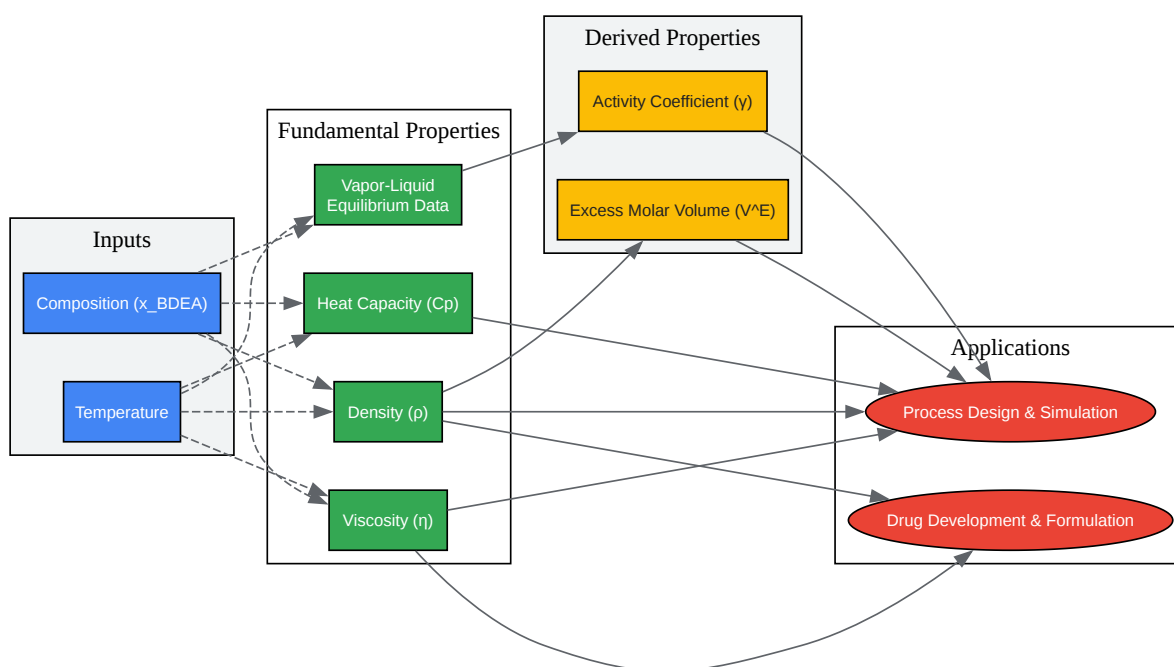 Inputs
Composition (x_BDEA)
Temperature
Fundamental Properties
Vapor-Liquid
Equilibrium Data
Heat Capacity (Cp)
Density (ρ)
Viscosity (η)
Derived Properties
Activity Coefficient (γ)
Excess Molar Volume (V^E)
Applications
Process Design & Simulation
Drug Development & Formulation